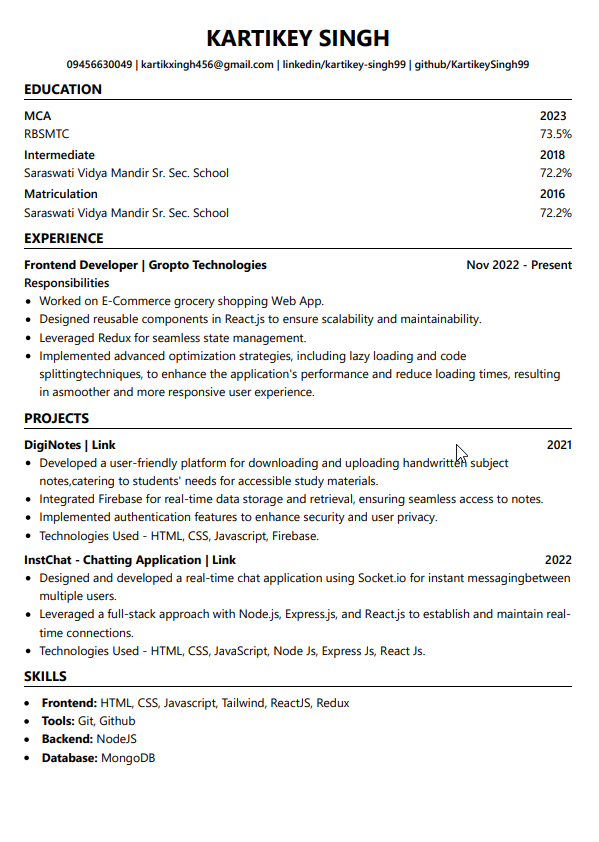 KARTIKEY SINGH
09456630049 | kartikxingh456@gmail.com | linkedin/kartikey-singh99 | github/KartikeySingh99
EDUCATION
MCA 2023
RBSMTC 73.5%
Intermediate 2018
Saraswati Vidya Mandir Sr. Sec. School 72.2%
Matriculation 2016
Saraswati Vidya Mandir Sr. Sec. School 72.2%
EXPERIENCE
Frontend Developer | Gropto Technologies Nov 2022 - Present
Responsibilities
• Worked on E-Commerce grocery shopping Web App.
• Designed reusable components in React.js to ensure scalability and maintainability.
• Leveraged Redux for seamless state management.
• Implemented advanced optimization strategies, including lazy loading and code
splittingtechniques, to enhance the application's performance and reduce loading times, resulting
in asmoother and more responsive user experience.
PROJECTS
DigiNotes | Link 2021
• Developed a user-friendly platform for downloading and uploading handwritten subject
notes,catering to students' needs for accessible study materials.
• Integrated Firebase for real-time data storage and retrieval, ensuring seamless access to notes.
• Implemented authentication features to enhance security and user privacy.
• Technologies Used - HTML, CSS, Javascript, Firebase.
InstChat - Chatting Application | Link 2022
• Designed and developed a real-time chat application using Socket.io for instant messagingbetween
multiple users.
• Leveraged a full-stack approach with Node.js, Express.js, and React.js to establish and maintain real-
time connections.
• Technologies Used - HTML, CSS, JavaScript, Node Js, Express Js, React Js.
SKILLS
• Frontend: HTML, CSS, Javascript, Tailwind, ReactJS, Redux
• Tools: Git, Github
• Backend: NodeJS
• Database: MongoDB